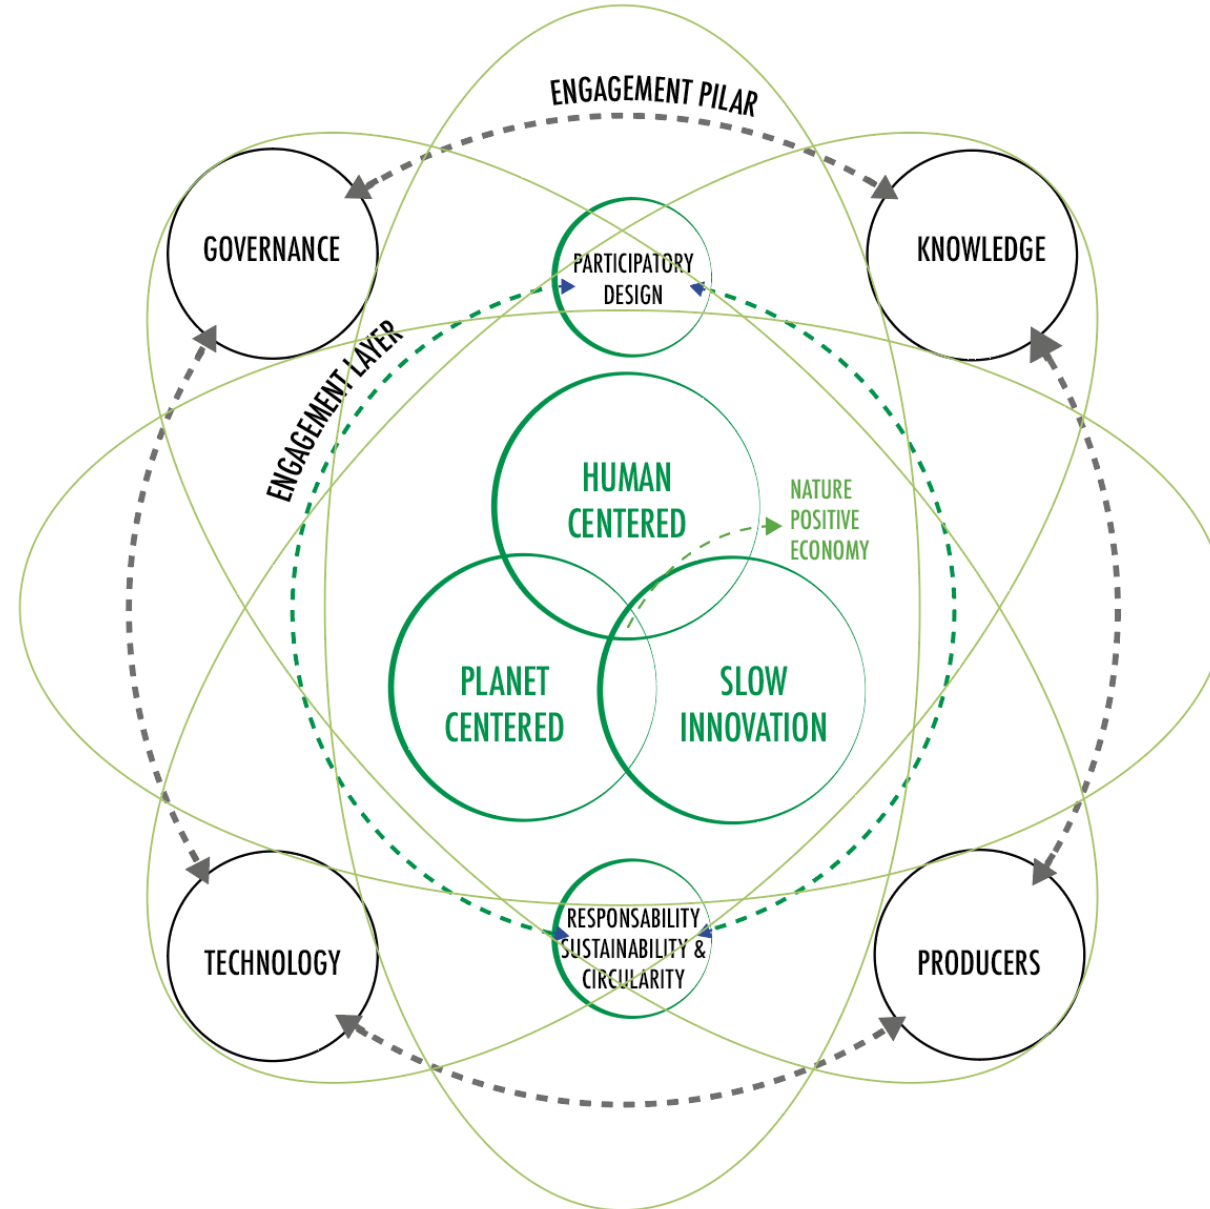 ENGAGEMENT PILAR
GOVERNANCE
KNOWLEDGE
PARTICIPATORY
DESIGN
ENGAGEMENT LAYER
HUMAN
CENTERED
NATURE
POSITIVE
ECONOMY
PLANET
CENTERED
SLOW
INNOVATION
RESPONSABILITY
SUSTAINABILITY &
CIRCULARITY
TECHNOLOGY
PRODUCERS